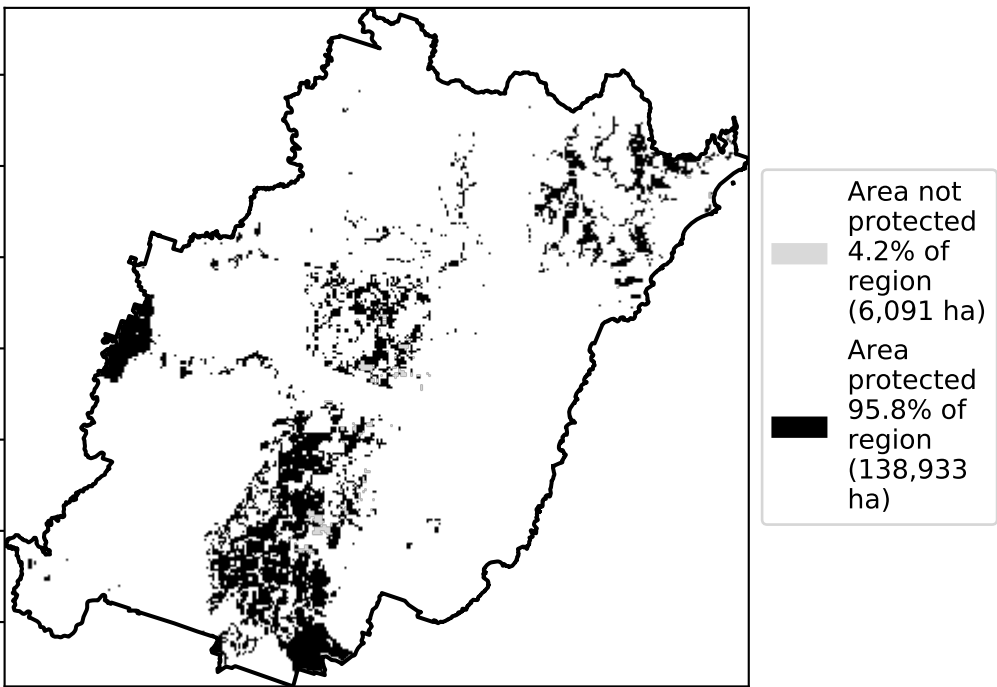 Area not
protected
4.2% of
region
(6,091 ha)
Area
protected
95.8% of
region
(138,933
ha)